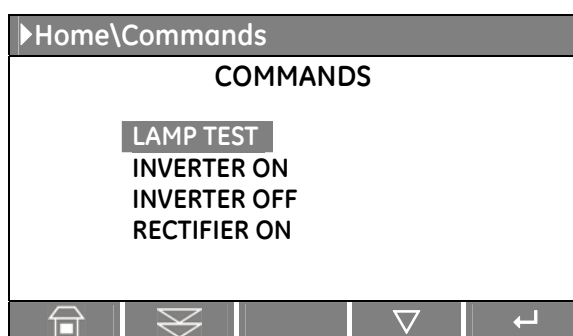 Home\Commands
COMMANDS
LAMP TEST
INVERTER ON
INVERTER OFF
RECTIFIER ON